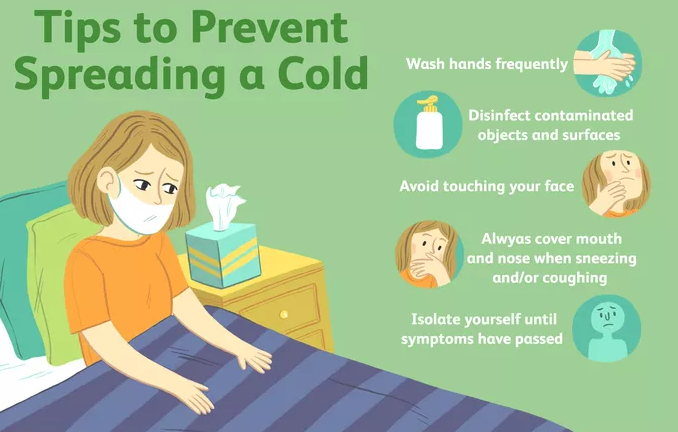 Tips to Prevent
Spreading a Cold
Wash hands frequently
Disinfect contaminated
objects and surfaces
Avoid touching your face
Alwyas cover mouth
and nose when sneezing
and/or coughing
Isolate yourself until
symptoms have passed